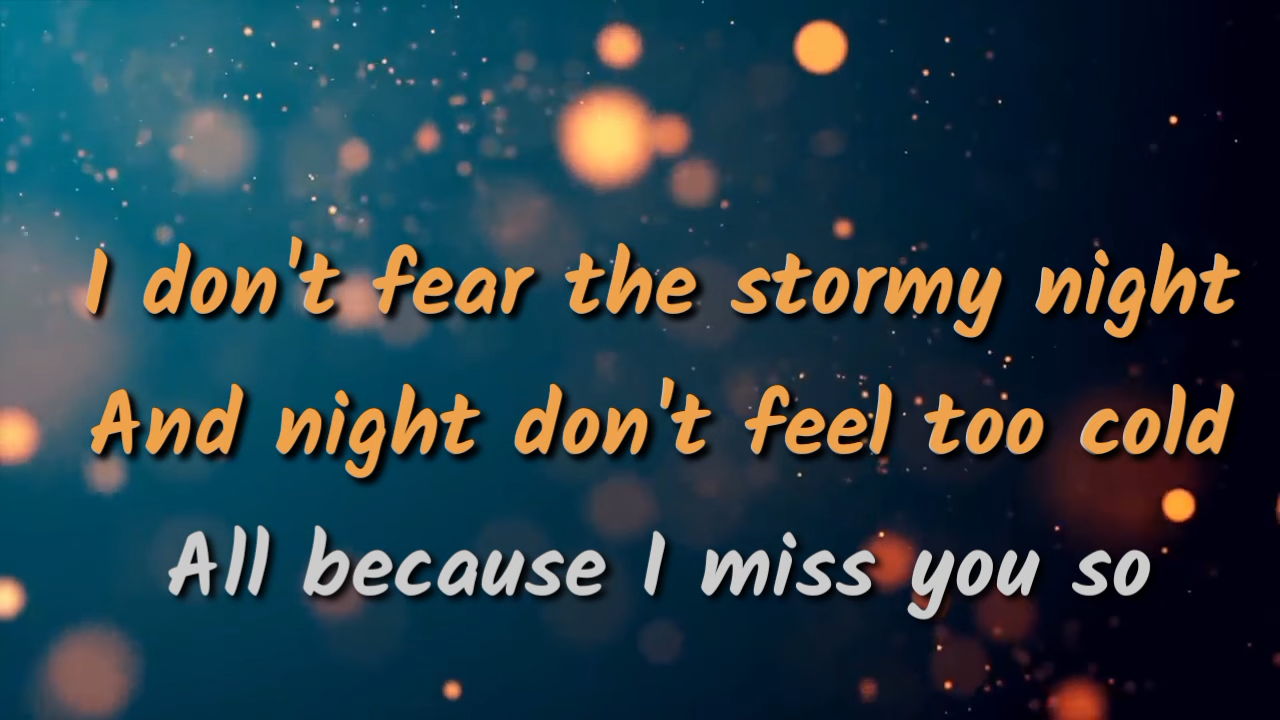 I don't fear the stormy night
And night don't feel too cold
All because I miss you so